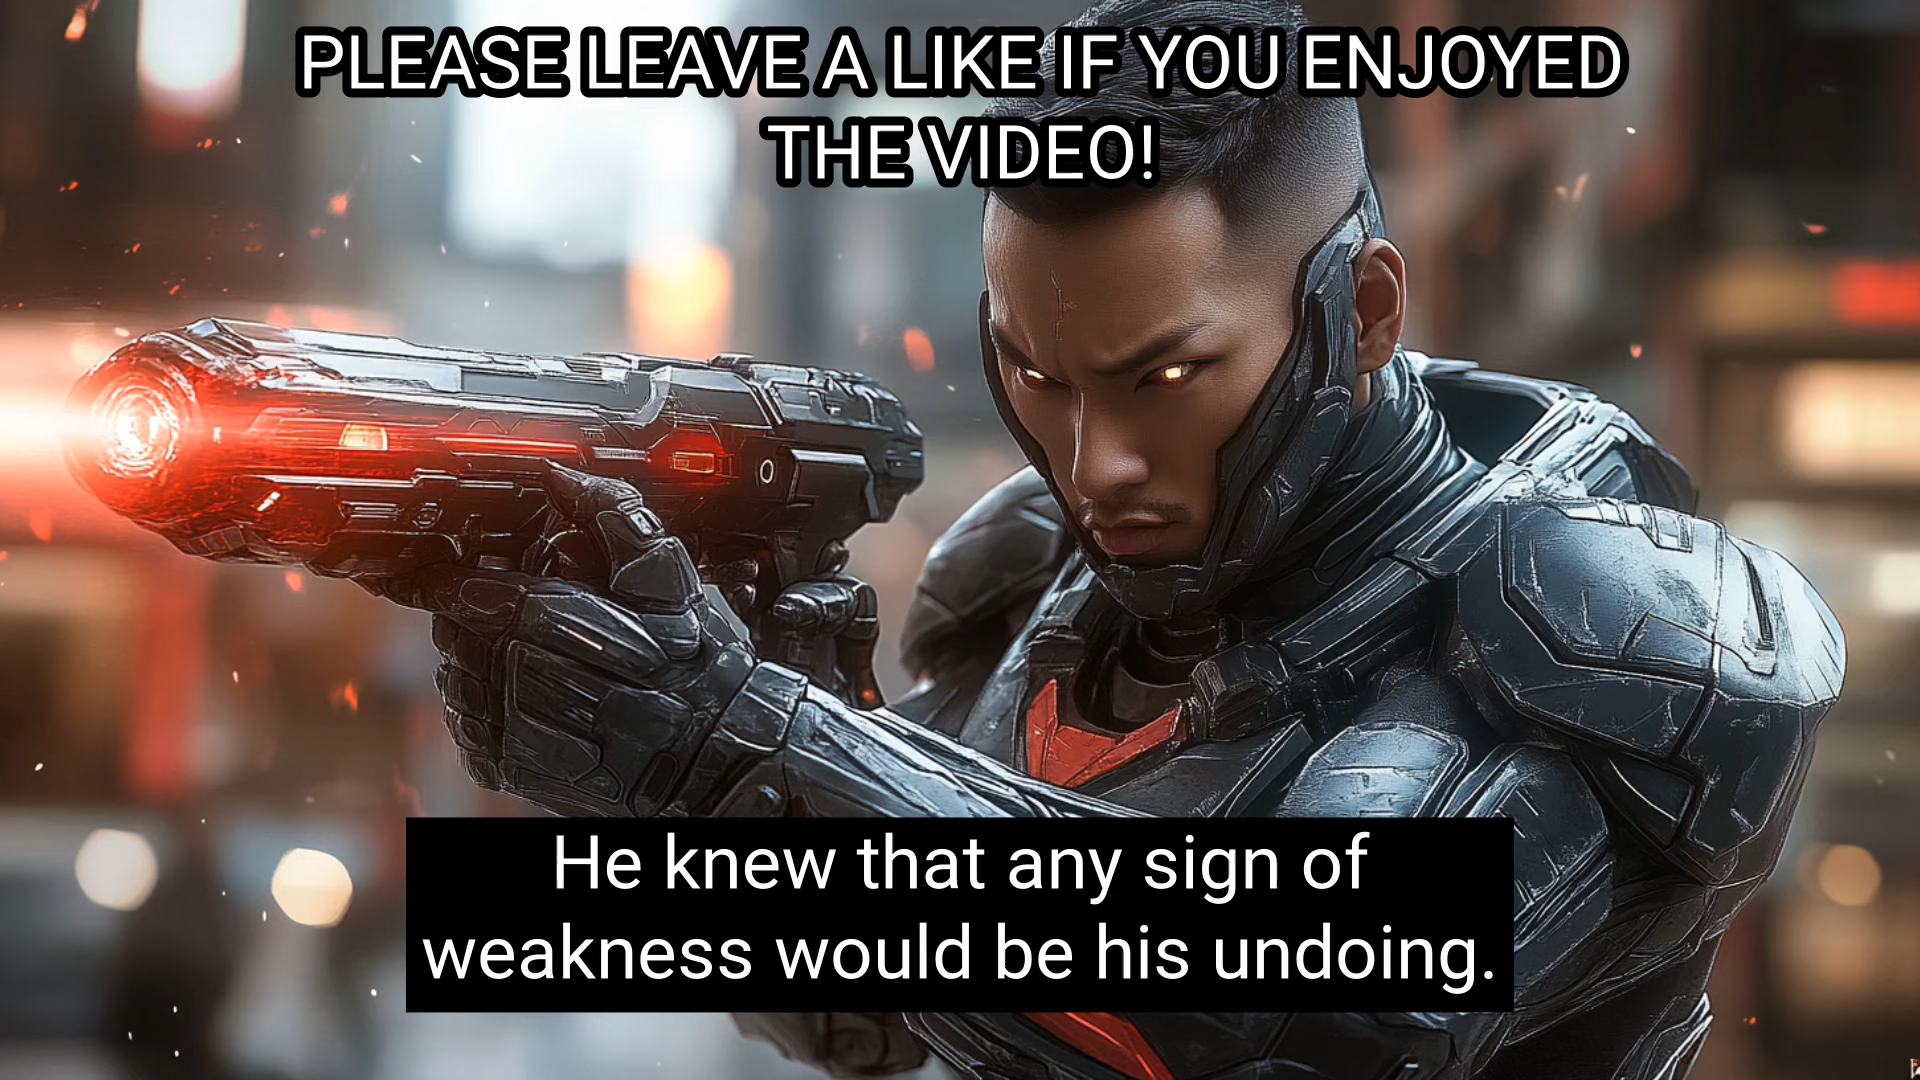 PLEASE LEAVE A LIKE IF YOU ENJOYED
THE VIDEO!
He knew that any sign of
weakness would be his undoing.